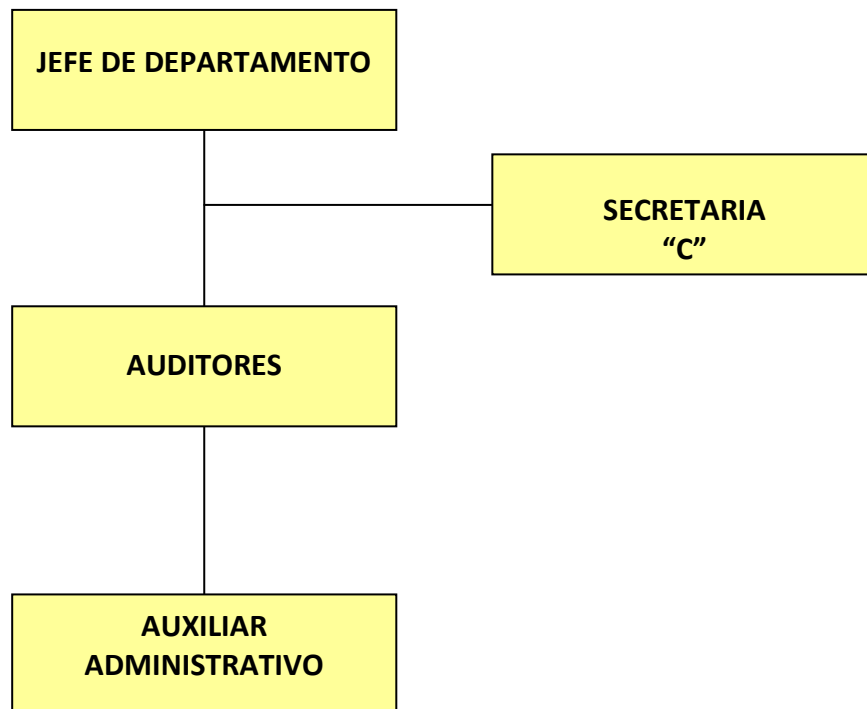 JEFE DE DEPARTAMENTO
SECRETARIA
“C”
AUDITORES
AUXILIAR
ADMINISTRATIVO